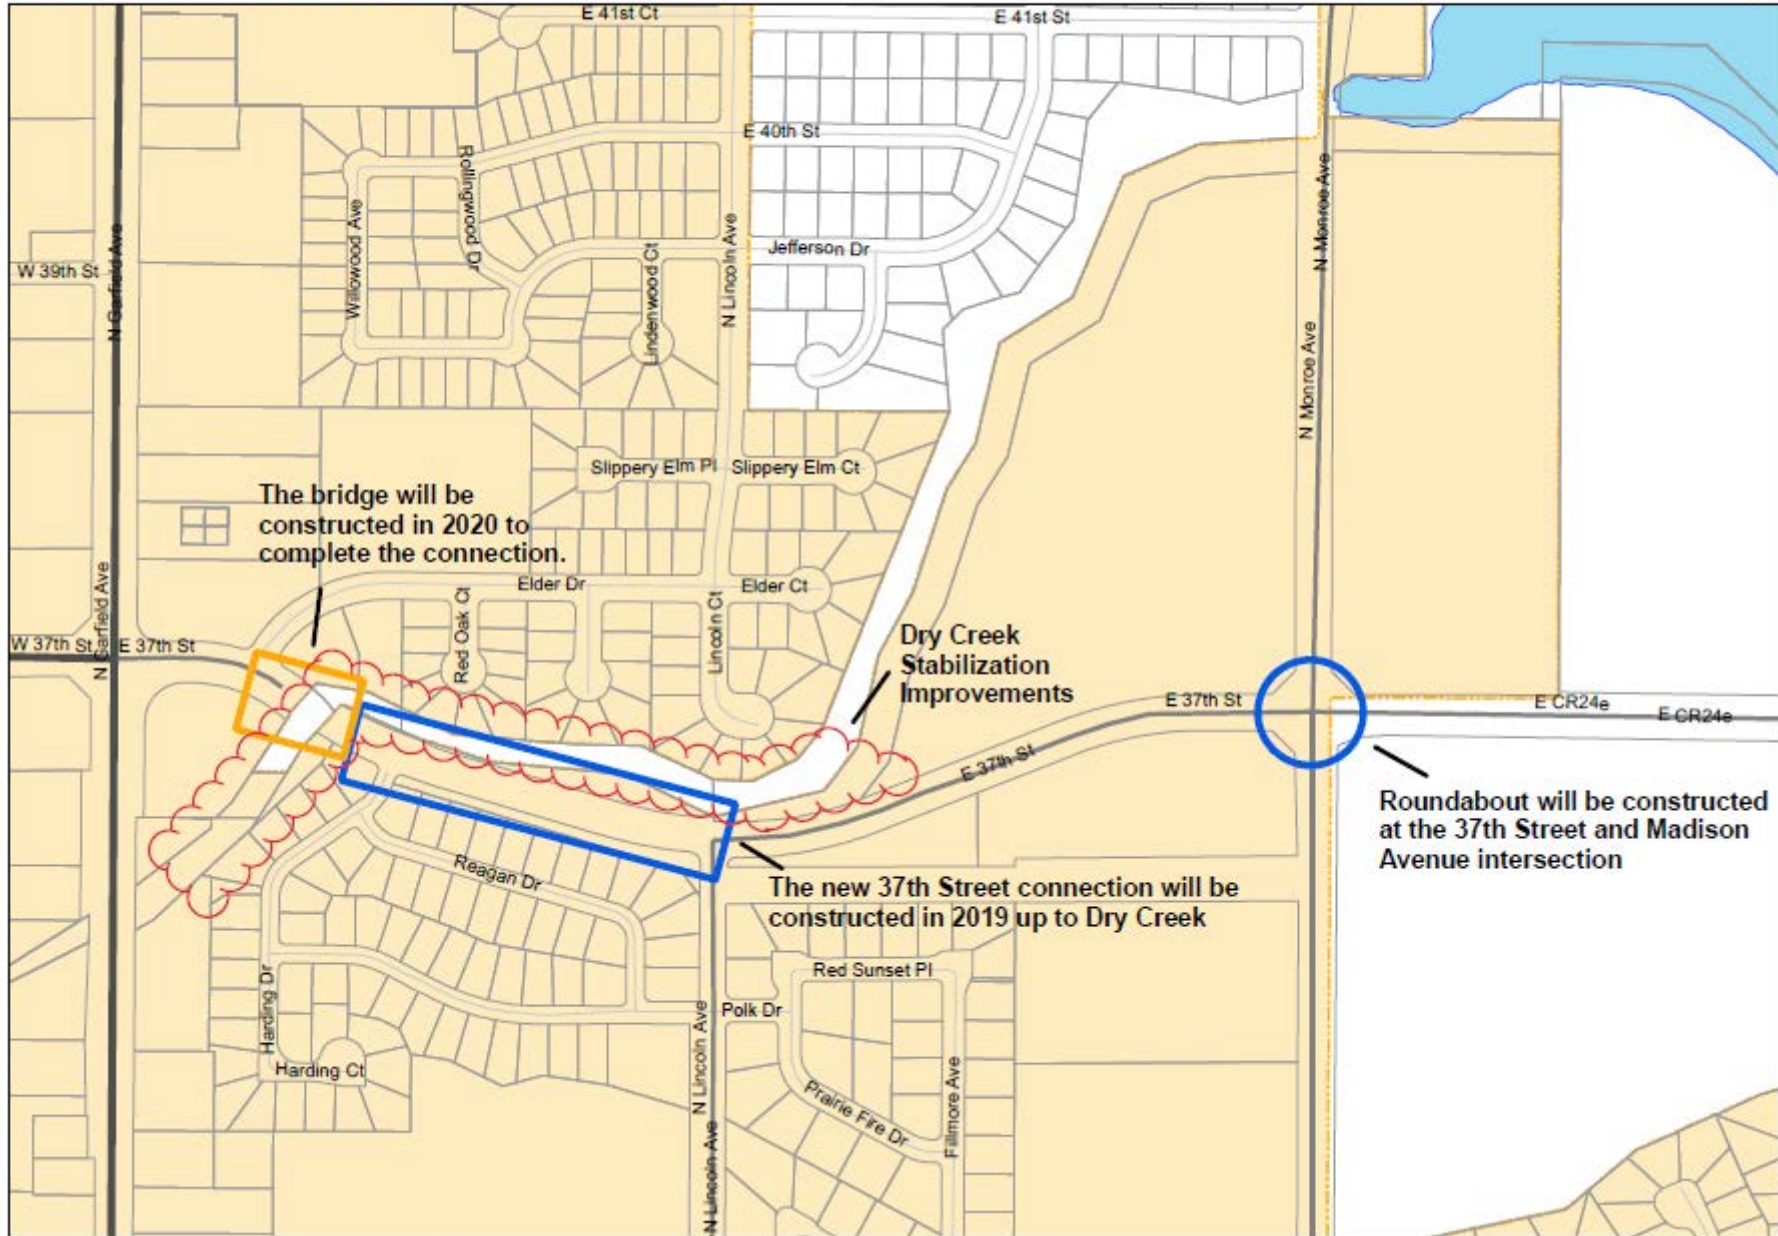 E 41st Ct
E 41st St
E 40th St
Rollingwood Dr
Willowood Ave
N Garfield Ave
W 39th St
Lindenwood Ct
N Lincoln Ave
Jefferson Dr
N Monroe Ave
N Monroe Ave
Slippery Elm Pl
Slippery Elm Ct
The bridge will be
constructed in 2020 to
complete the connection.
N Garfield Ave
Elder Dr
Elder Ct
Red Oak Ct
Lincoln Ct
W 37th St
E 37th St
Dry Creek
Stabilization
Improvements
E 37th St
E CR24e
E CR24e
E 37th St
Roundabout will be constructed
at the 37th Street and Madison
Avenue intersection
Reagan Dr
The new 37th Street connection will be
constructed in 2019 up to Dry Creek
Red Sunset Pl
Harding Dr
Polk Dr
N Lincoln Ave
Harding Ct
Prairie Fire Dr
Fillmore Ave
N Lincoln Ave